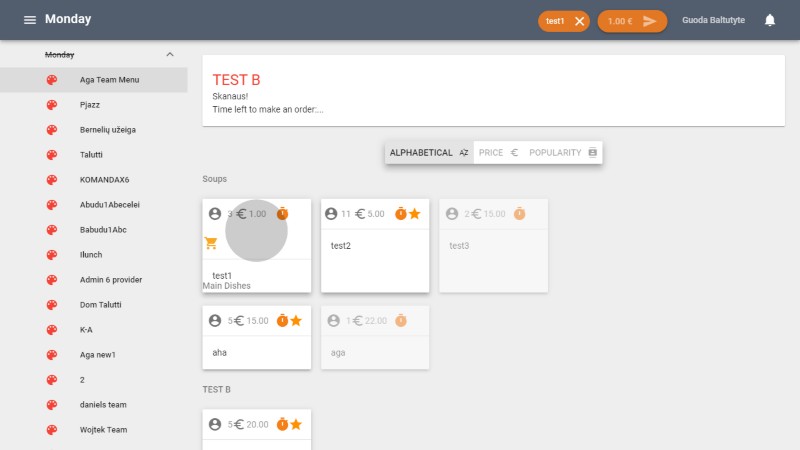 Monday
test1
1.00 €
Guoda Baltutyte
Monday
Aga Team Menu
Pjazz
Bernelių užeiga
Talutti
KOMANDAX6
Abudu1Abecelei
Babudu1Abc
Ilunch
Admin 6 provider
Dom Talutti
K-A
Aga new1
2
daniels team
Wojtek Team
TEST B
Skanaus!
Time left to make an order:...
ALPHABETICAL
PRICE €
POPULARITY
Soups
3 € 1.00
test1
11 € 5.00
test2
2 € 15.00
test3
Main Dishes
5 € 15.00
aha
1 € 22.00
aga
TEST B
5 € 20.00